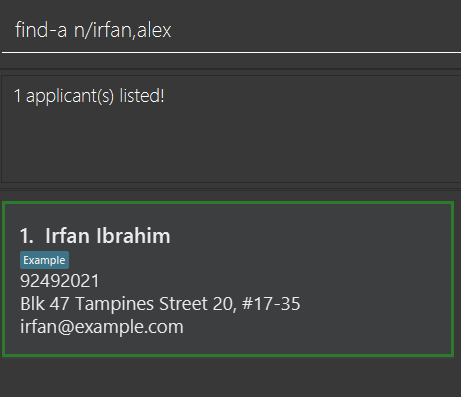 find-a n/irfan,alex
1 applicant(s) listed!
1. Irfan Ibrahim
Example
92492021
Blk 47 Tampines Street 20, #17-35
irfan@example.com